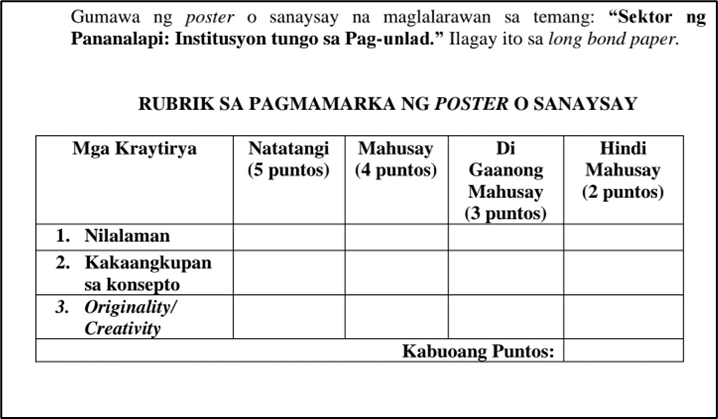 Gumawa ng poster o sanaysay na maglalarawan sa temang: “Sektor ng
Pananalapi: Institusyon tungo sa Pag-unlad.” Ilagay ito sa long bond paper.
RUBRIK SA PAGMAMARKA NG POSTER O SANAYSAY
Mga Kraytirya
Natatangi
(5 puntos)
Mahusay
(4 puntos)
Di
Gaanong
Mahusay
(3 puntos)
Hindi
Mahusay
(2 puntos)
1. Nilalaman
2. Kakaangkupan
sa konsepto
3. Originality/
Creativity
Kabuoang Puntos: